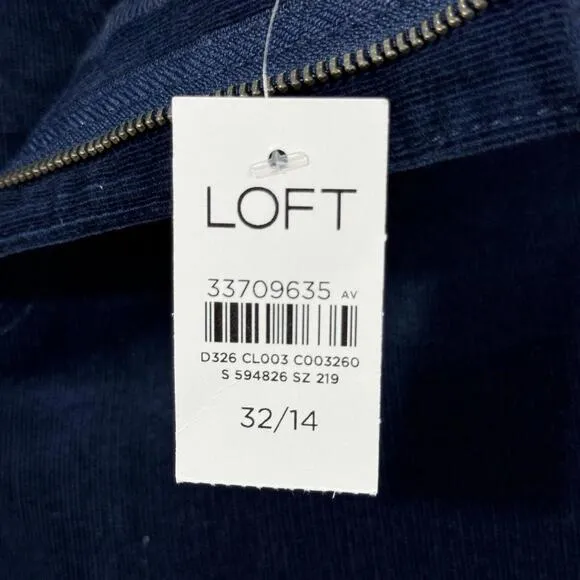 LOFT
33709635 AV
D326 CL003 C003260
S 594826 SZ 219
32/14